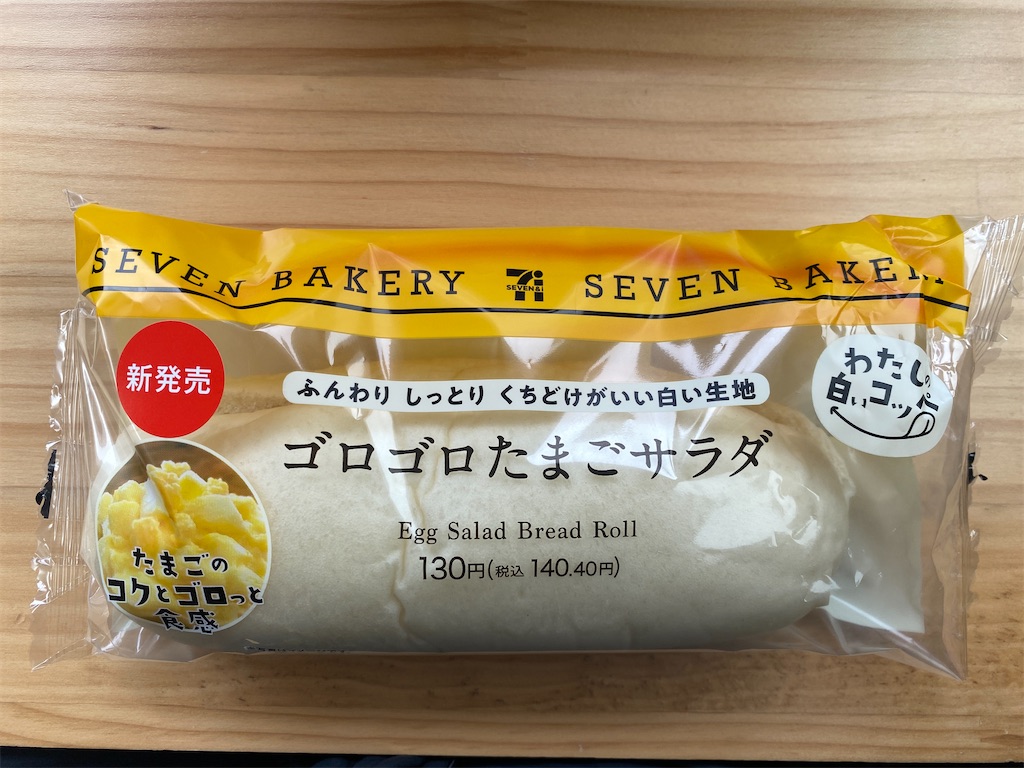 SEVEN BAKERY
SEVEN&i
SEVEN BAKERY
新発売
ふんわり しっとり くちどけがいい白い生地
わたしの
白いコッペ
ゴロゴロたまごサラダ
Egg Salad Bread Roll
130円(税込 140.40円)
たまごの
コクとゴロっと
食感